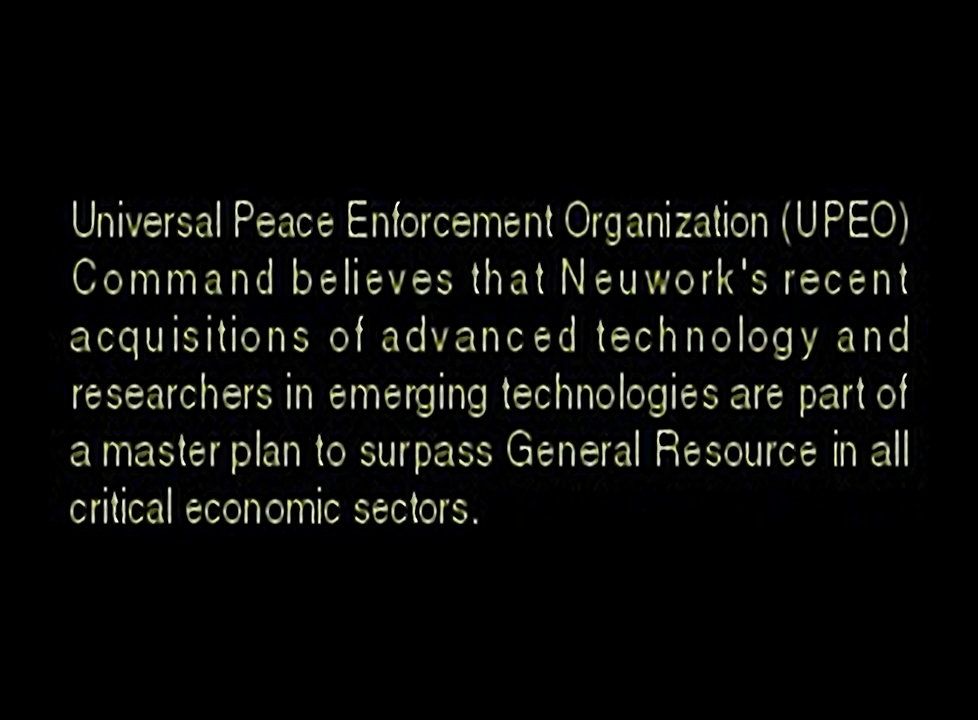 Universal Peace Enforcement Organization (UPEO)
Command believes that Neuwork's recent
acquisitions of advanced technology and
researchers in emerging technologies are part of
a master plan to surpass General Resource in all
critical economic sectors.